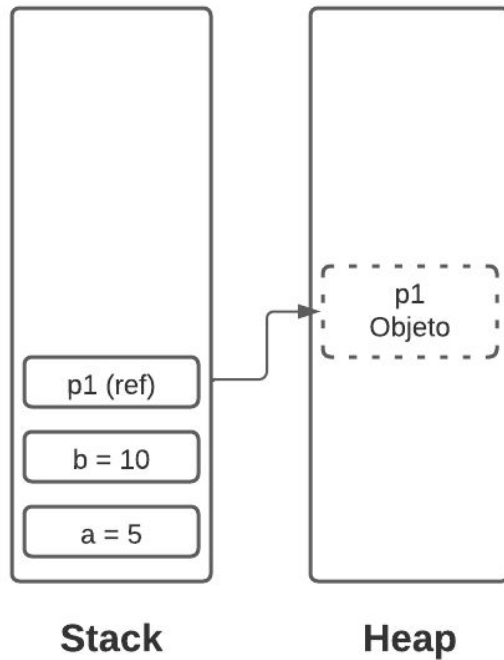 p1 (ref)
b = 10
a = 5
p1
Objeto
Stack
Heap